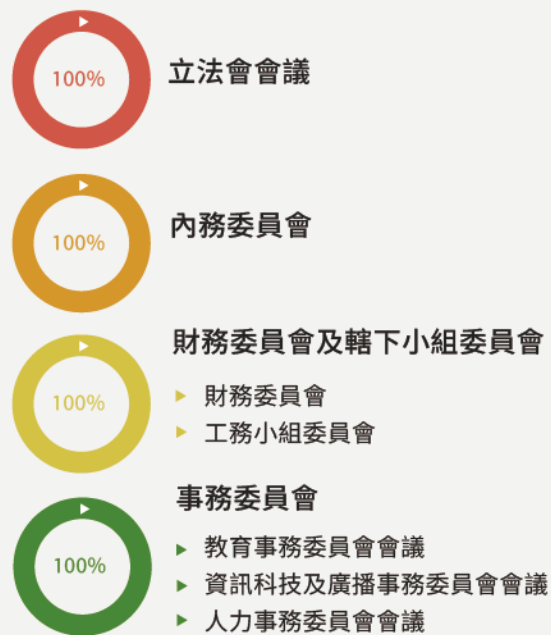 100%
立法會會議
100%
內務委員會
100%
財務委員會及轄下小組委員會
財務委員會
工務小組委員會
100%
事務委員會
教育事務委員會會議
資訊科技及廣播事務委員會會議
人力事務委員會會議